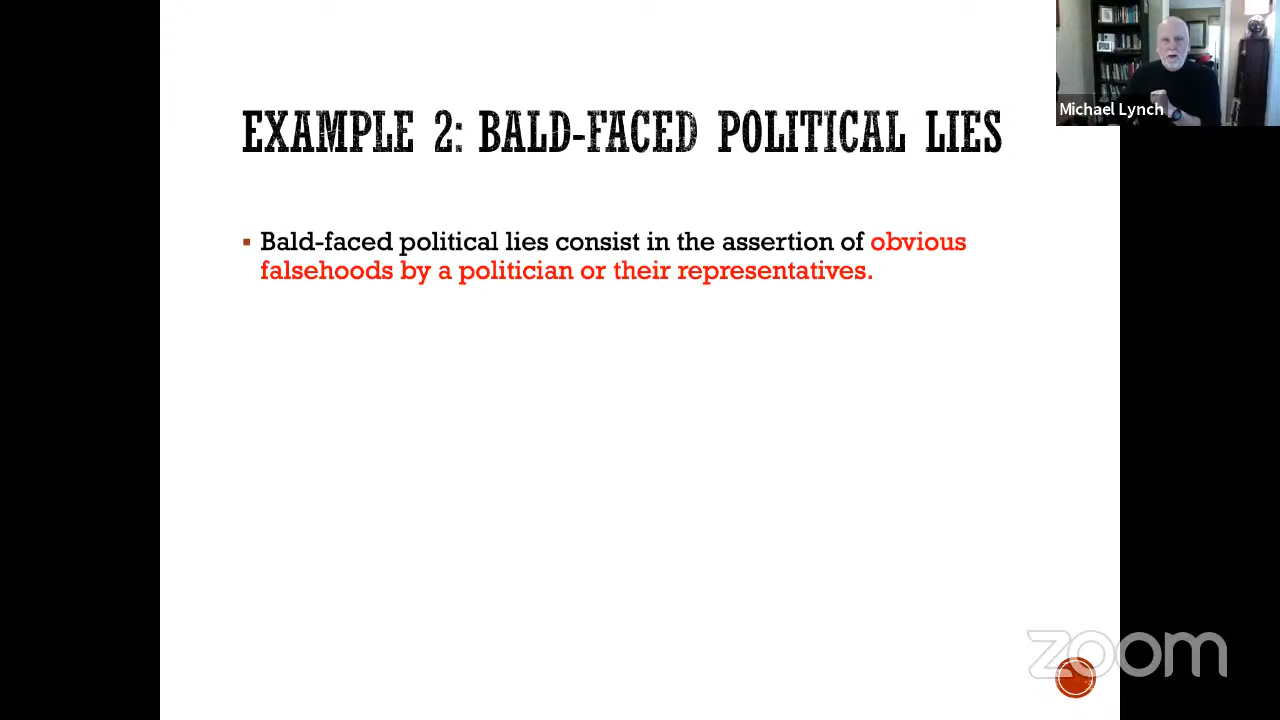 Michael Lynch
EXAMPLE 2: BALD-FACED POLITICAL LIES
▪ Bald-faced political lies consist in the assertion of obvious
falsehoods by a politician or their representatives.
zoom